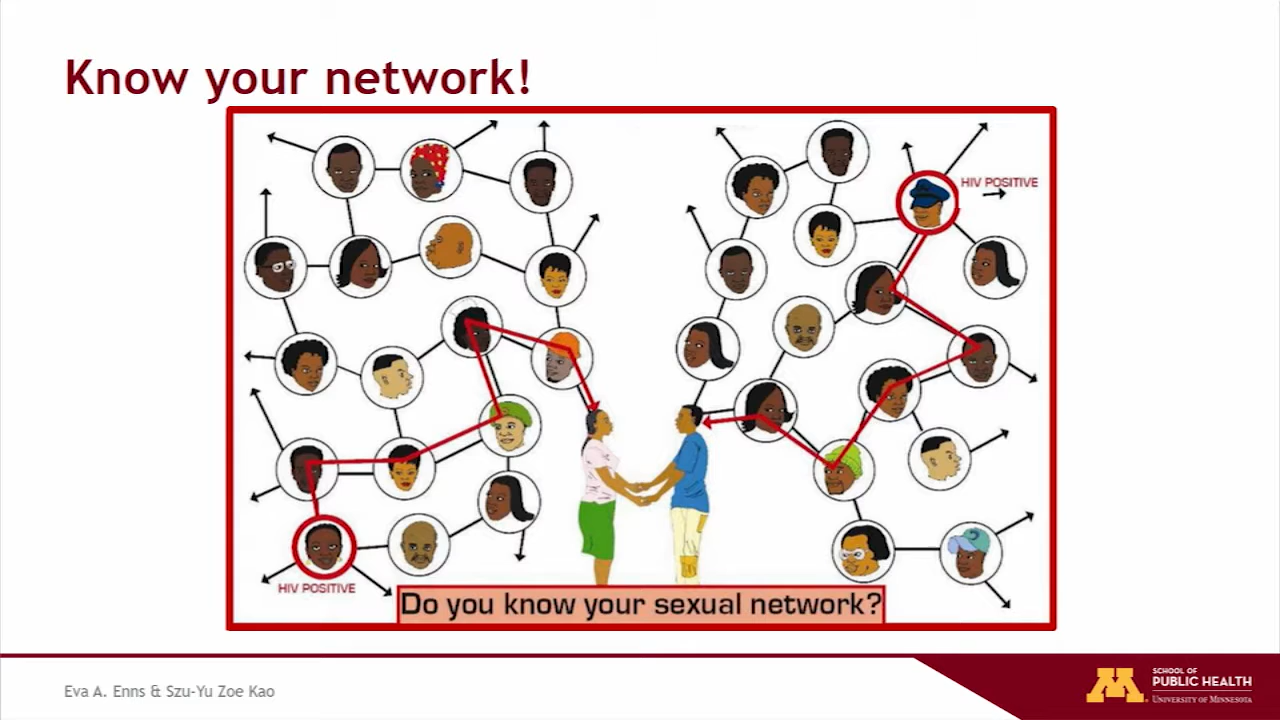 Know your network!
HIV POSITIVE
HIV POSITIVE
Do you know your sexual network?
Eva A. Enns & Szu-Yu Zoe Kao
M
SCHOOL OF
PUBLIC HEALTH
UNIVERSITY OF MINNESOTA